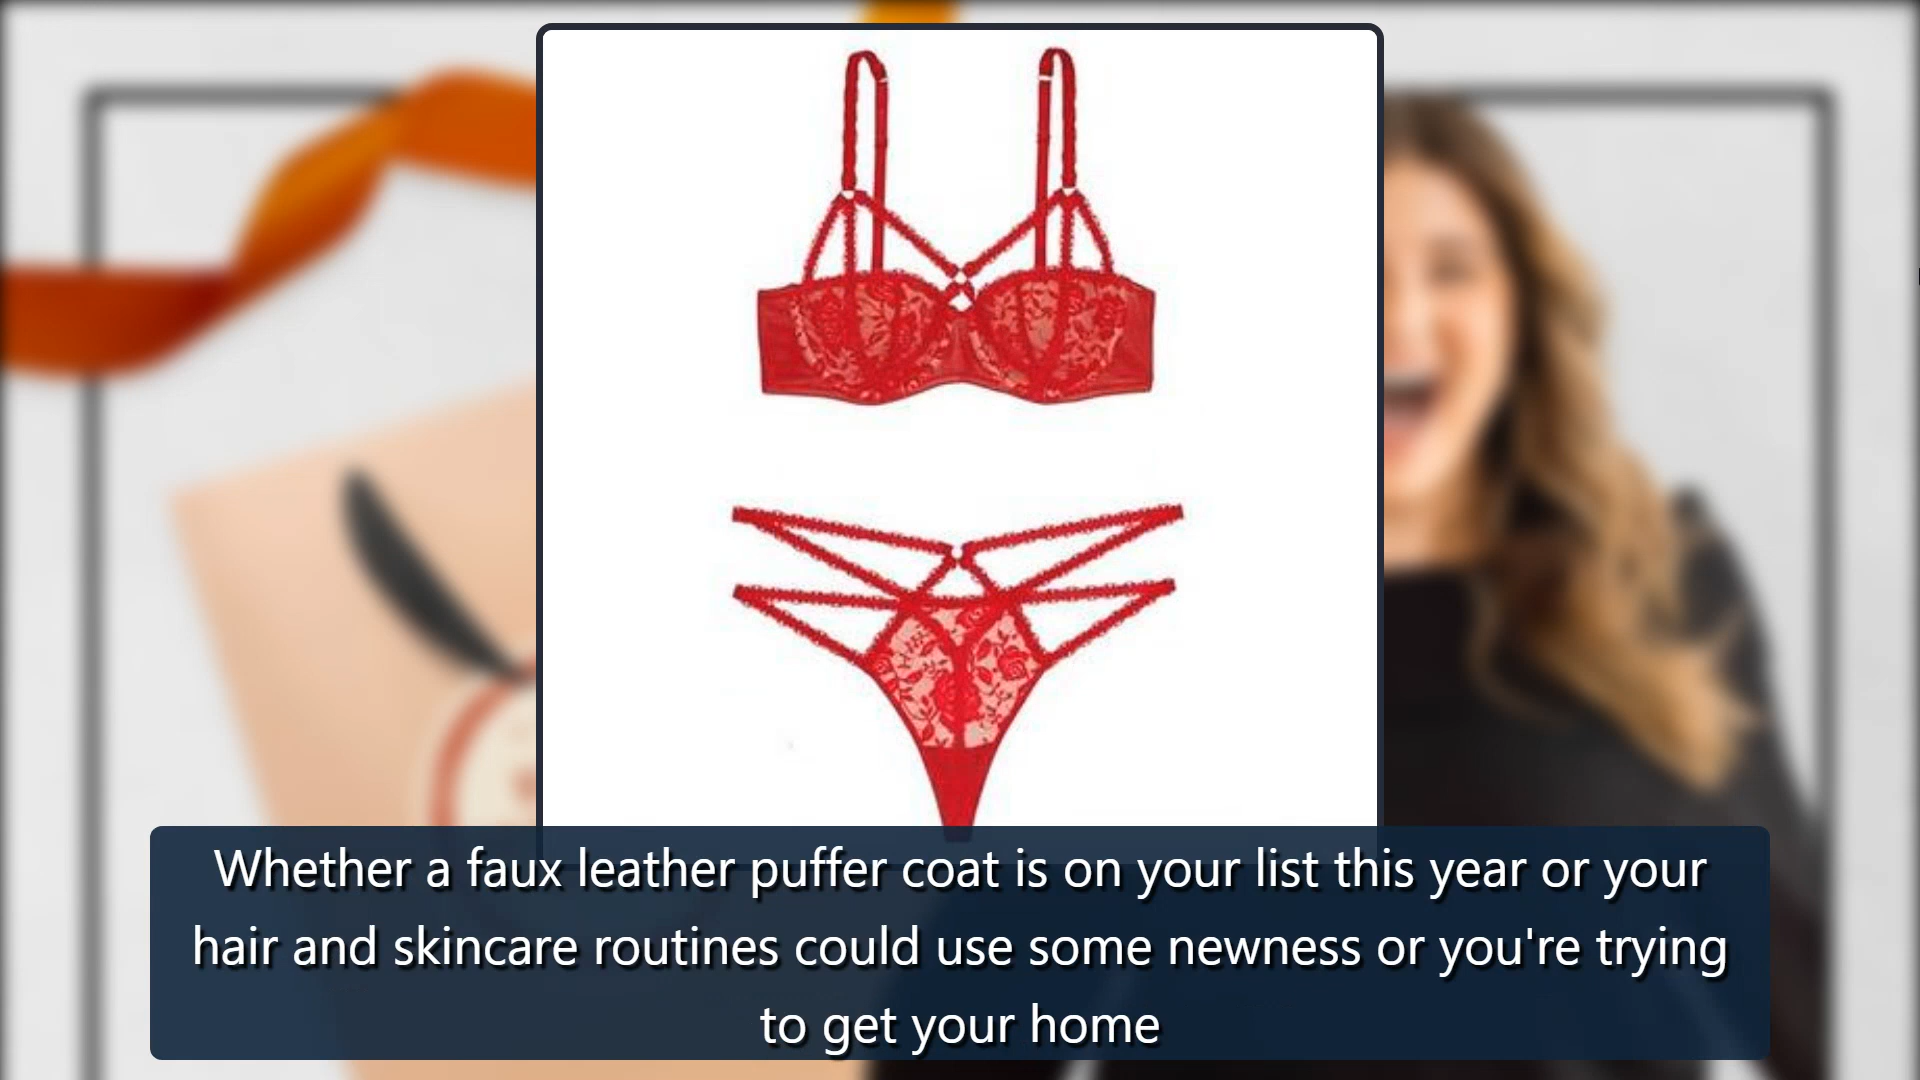 Whether a faux leather puffer coat is on your list this year or your
hair and skincare routines could use some newness or you're trying
to get your home